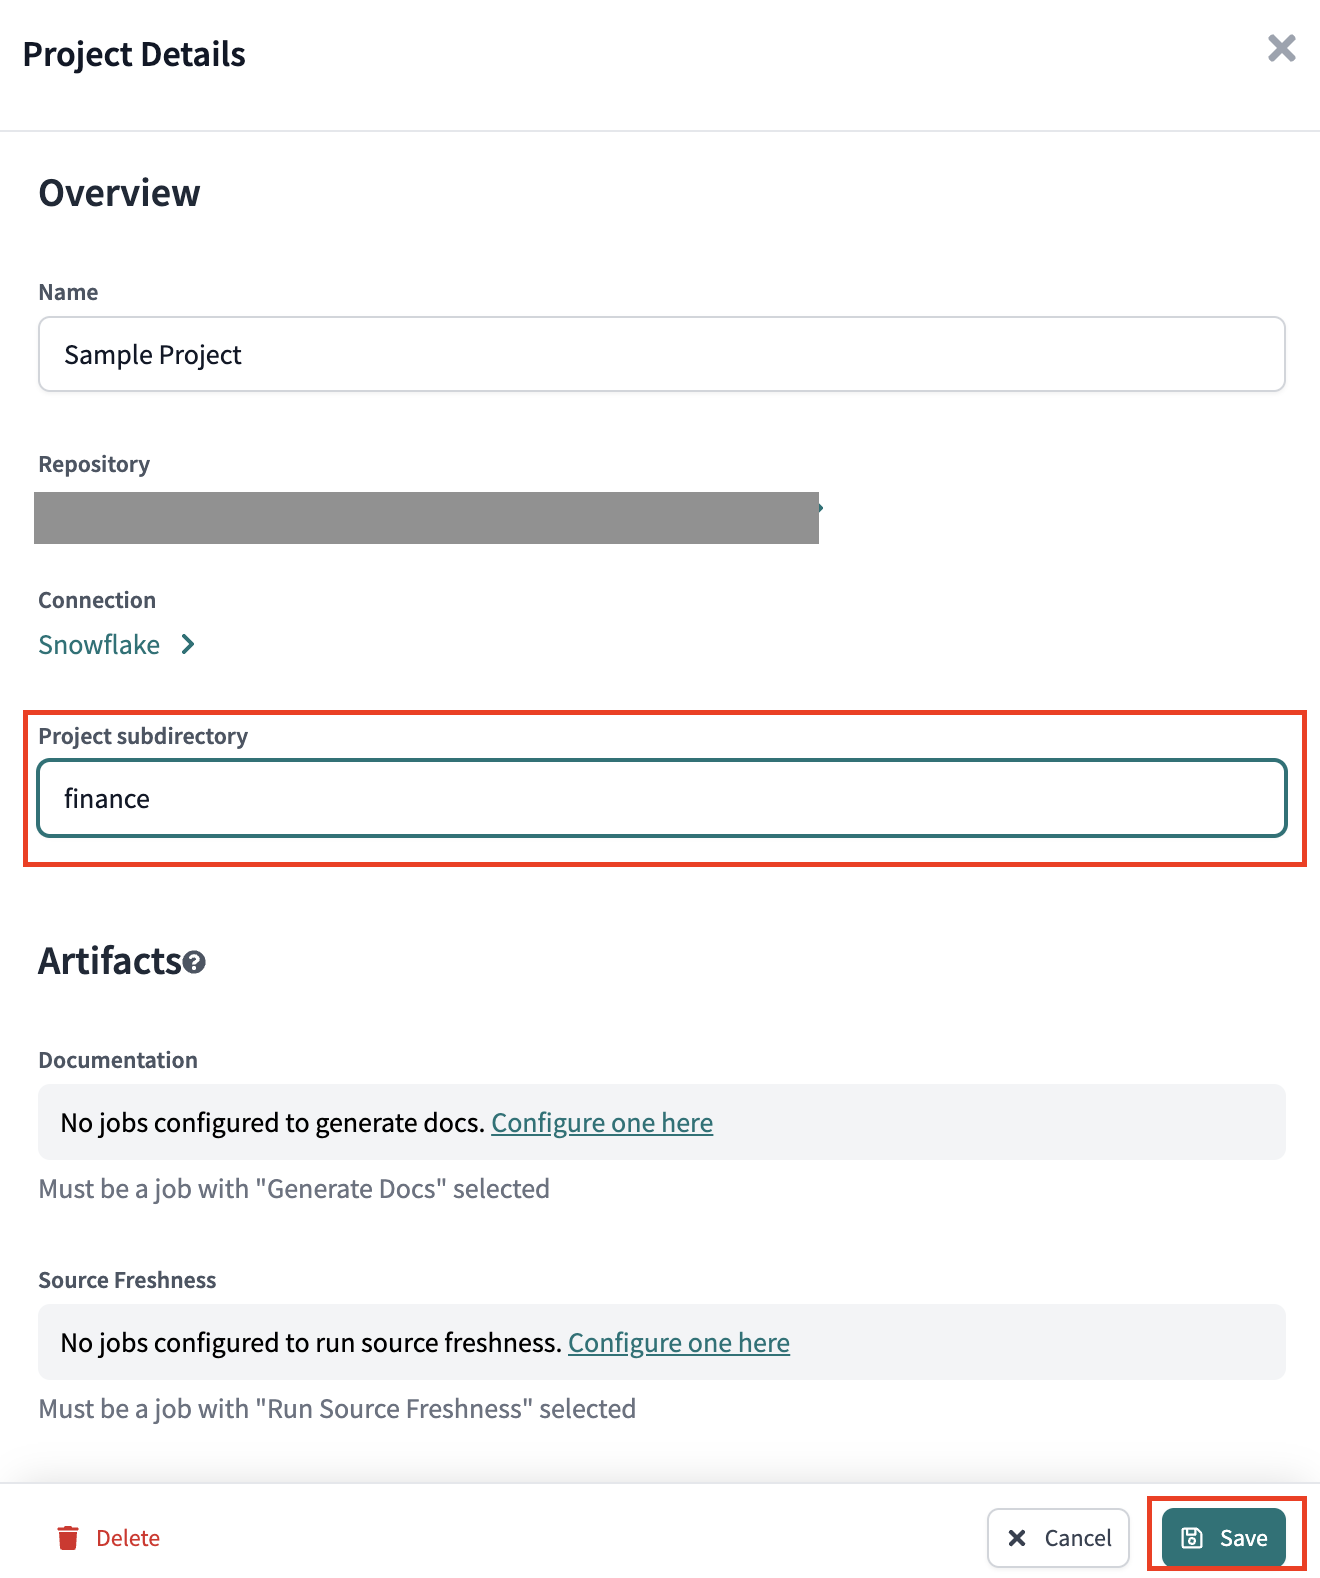 Project Details
Overview
Name
Sample Project
Repository
Connection
Snowflake
Project subdirectory
finance
Artifacts
Documentation
No jobs configured to generate docs. Configure one here
Must be a job with "Generate Docs" selected
Source Freshness
No jobs configured to run source freshness. Configure one here
Must be a job with "Run Source Freshness" selected
Delete
Cancel
Save